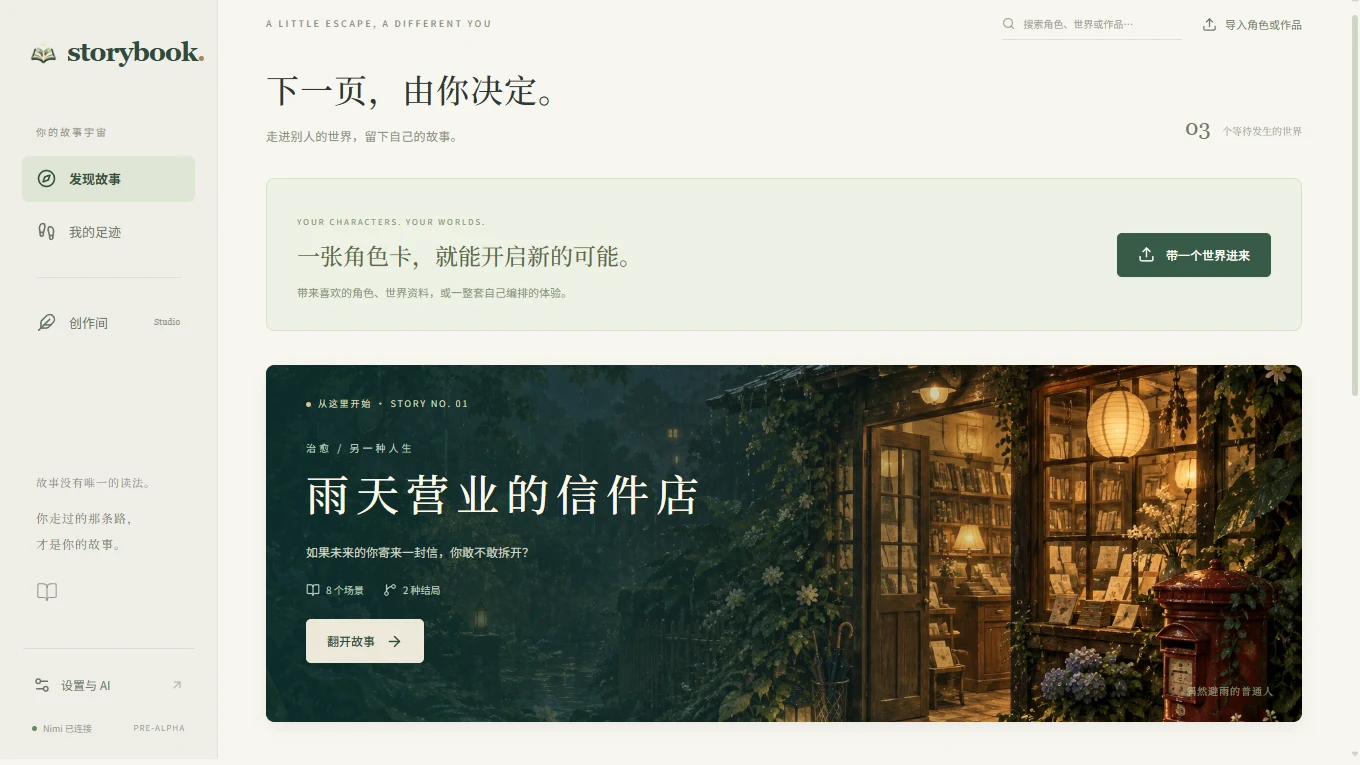 storybook.
你的故事宇宙
发现故事
我的足迹
创作间 Studio
故事没有唯一的读法。
你走过的那条路，
才是你的故事。
设置与 AI
Nimi 已连接 PRE-ALPHA
A LITTLE ESCAPE, A DIFFERENT YOU
搜索角色、世界或作品…
导入角色或作品
下一页，由你决定。
走进别人的世界，留下自己的故事。
03 个等待发生的世界
YOUR CHARACTERS. YOUR WORLDS.
一张角色卡，就能开启新的可能。
带来喜欢的角色、世界资料，或一整套自己编排的体验。
带一个世界进来
从这里开始 · STORY NO. 01
治愈 / 另一种人生
雨天营业的信件店
如果未来的你寄来一封信，你敢不敢拆开？
8 个场景 2 种结局
翻开故事
偶然避雨的普通人